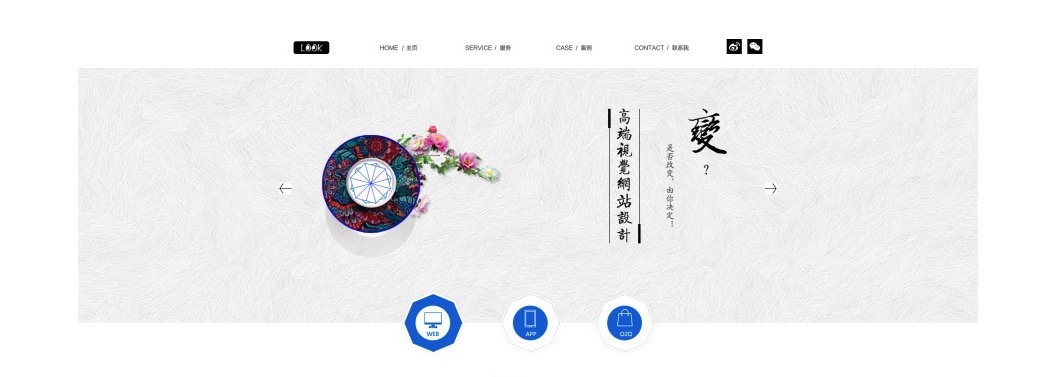 LOOK
HOME / 主页
SERVICE / 服务
CASE / 案例
CONTACT / 联系我
變
?
是否改变，由你决定！
高端視覺網站設計
WEB
APP
O2O